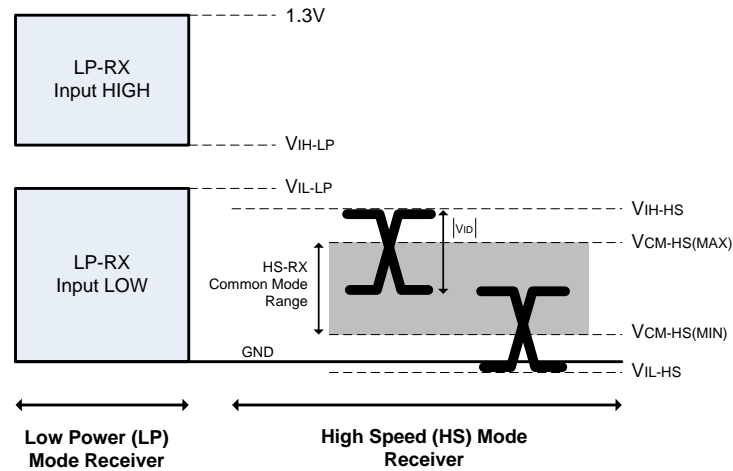 1.3V
LP-RX
Input HIGH
VIH-LP
VIL-LP
LP-RX
Input LOW
VIH-HS
|VID|
VCM-HS(MAX)
HS-RX
Common Mode
Range
VCM-HS(MIN)
GND
VIL-HS
Low Power (LP)
Mode Receiver
High Speed (HS) Mode
Receiver